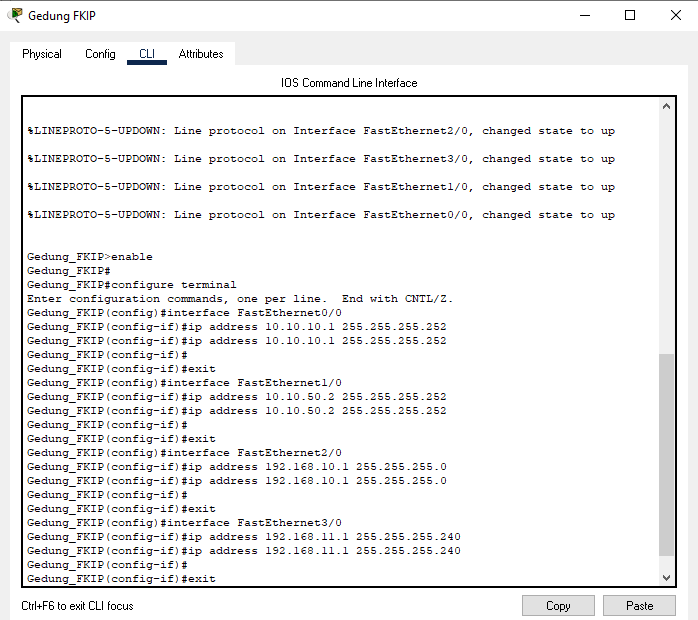 Gedung FKIP
Physical Config CLI Attributes
IOS Command Line Interface
%LINEPROTO-5-UPDOWN: Line protocol on Interface FastEthernet2/0, changed state to up
%LINEPROTO-5-UPDOWN: Line protocol on Interface FastEthernet3/0, changed state to up
%LINEPROTO-5-UPDOWN: Line protocol on Interface FastEthernet1/0, changed state to up
%LINEPROTO-5-UPDOWN: Line protocol on Interface FastEthernet0/0, changed state to up
Gedung_FKIP>enable
Gedung_FKIP#
Gedung_FKIP#configure terminal
Enter configuration commands, one per line.  End with CNTL/Z.
Gedung_FKIP(config)#interface FastEthernet0/0
Gedung_FKIP(config-if)#ip address 10.10.10.1 255.255.255.252
Gedung_FKIP(config-if)#ip address 10.10.10.1 255.255.255.252
Gedung_FKIP(config-if)#
Gedung_FKIP(config-if)#exit
Gedung_FKIP(config)#interface FastEthernet1/0
Gedung_FKIP(config-if)#ip address 10.10.50.2 255.255.255.252
Gedung_FKIP(config-if)#ip address 10.10.50.2 255.255.255.252
Gedung_FKIP(config-if)#
Gedung_FKIP(config-if)#exit
Gedung_FKIP(config)#interface FastEthernet2/0
Gedung_FKIP(config-if)#ip address 192.168.10.1 255.255.255.0
Gedung_FKIP(config-if)#ip address 192.168.10.1 255.255.255.0
Gedung_FKIP(config-if)#
Gedung_FKIP(config-if)#exit
Gedung_FKIP(config)#interface FastEthernet3/0
Gedung_FKIP(config-if)#ip address 192.168.11.1 255.255.255.240
Gedung_FKIP(config-if)#ip address 192.168.11.1 255.255.255.240
Gedung_FKIP(config-if)#
Gedung_FKIP(config-if)#exit
Ctrl+F6 to exit CLI focus
Copy Paste